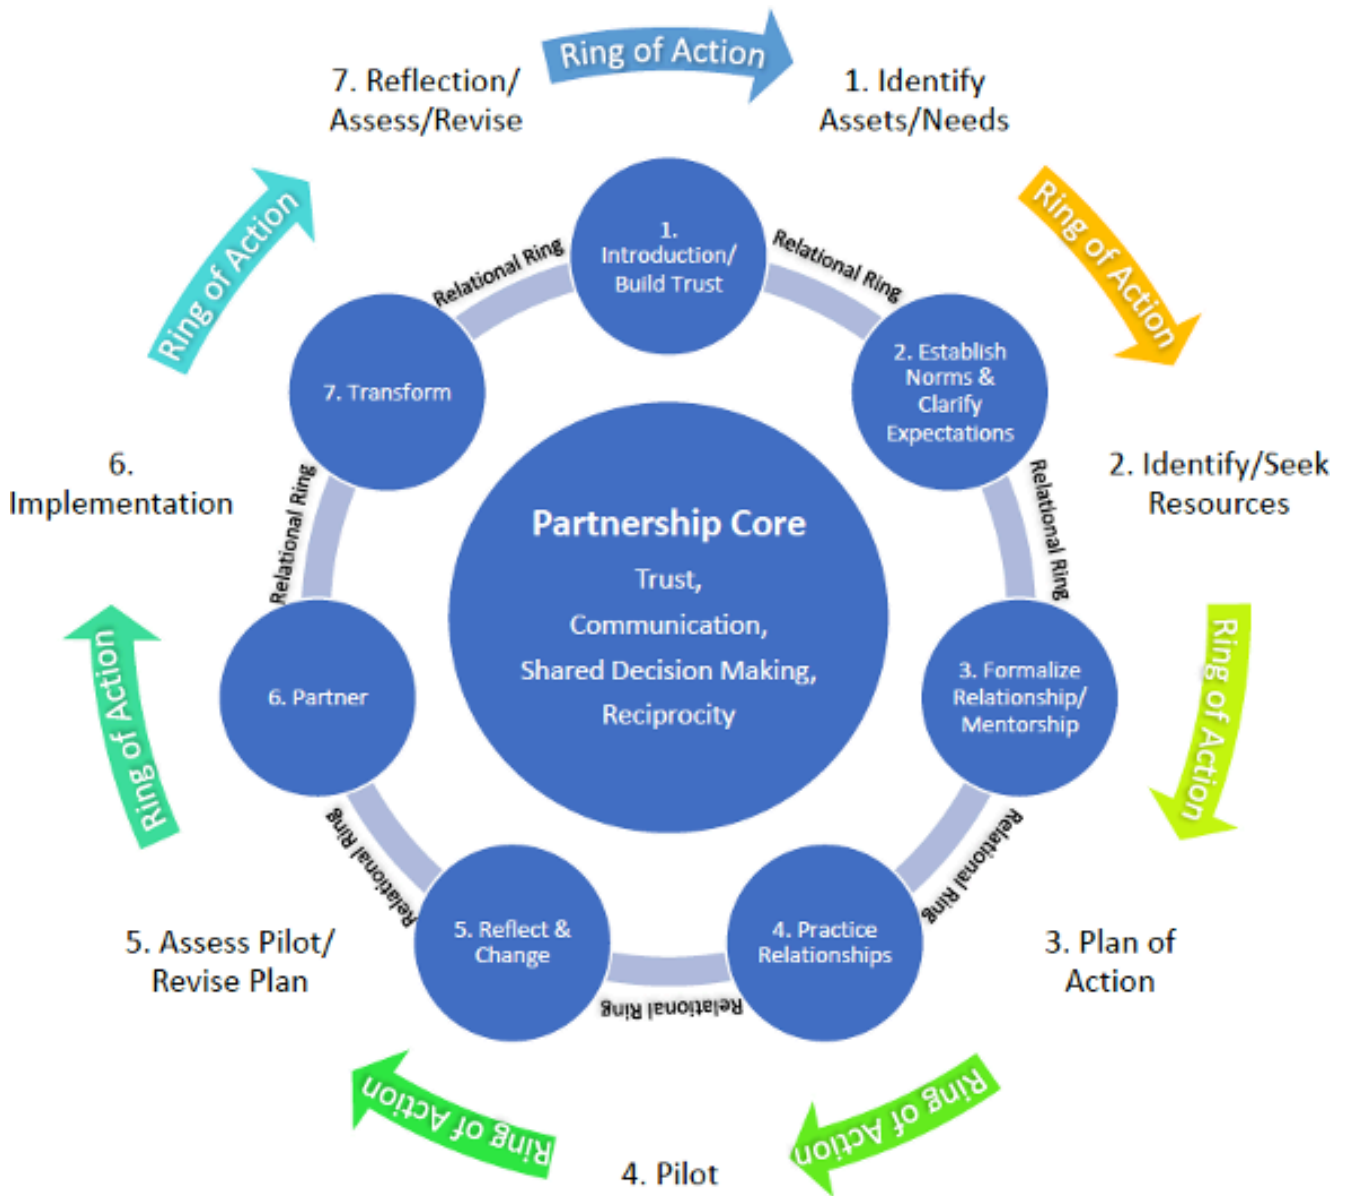 Ring of Action
7. Reflection/
Assess/Revise
1. Identify
Assets/Needs
Ring of Action
Ring of Action
1.
Introduction/
Build Trust
Relational Ring
Relational Ring
2. Establish
Norms &
Clarify
Expectations
7. Transform
6.
Implementation
2. Identify/Seek
Resources
Relational Ring
Relational Ring
Partnership Core
Trust,
Communication,
Shared Decision Making,
Reciprocity
Ring of Action
Ring of Action
3. Formalize
Relationship/
Mentorship
6. Partner
Relational Ring
Relational Ring
5. Reflect &
Change
4. Practice
Relationships
5. Assess Pilot/
Revise Plan
3. Plan of
Action
Relational Ring
Ring of Action
Ring of Action
4. Pilot